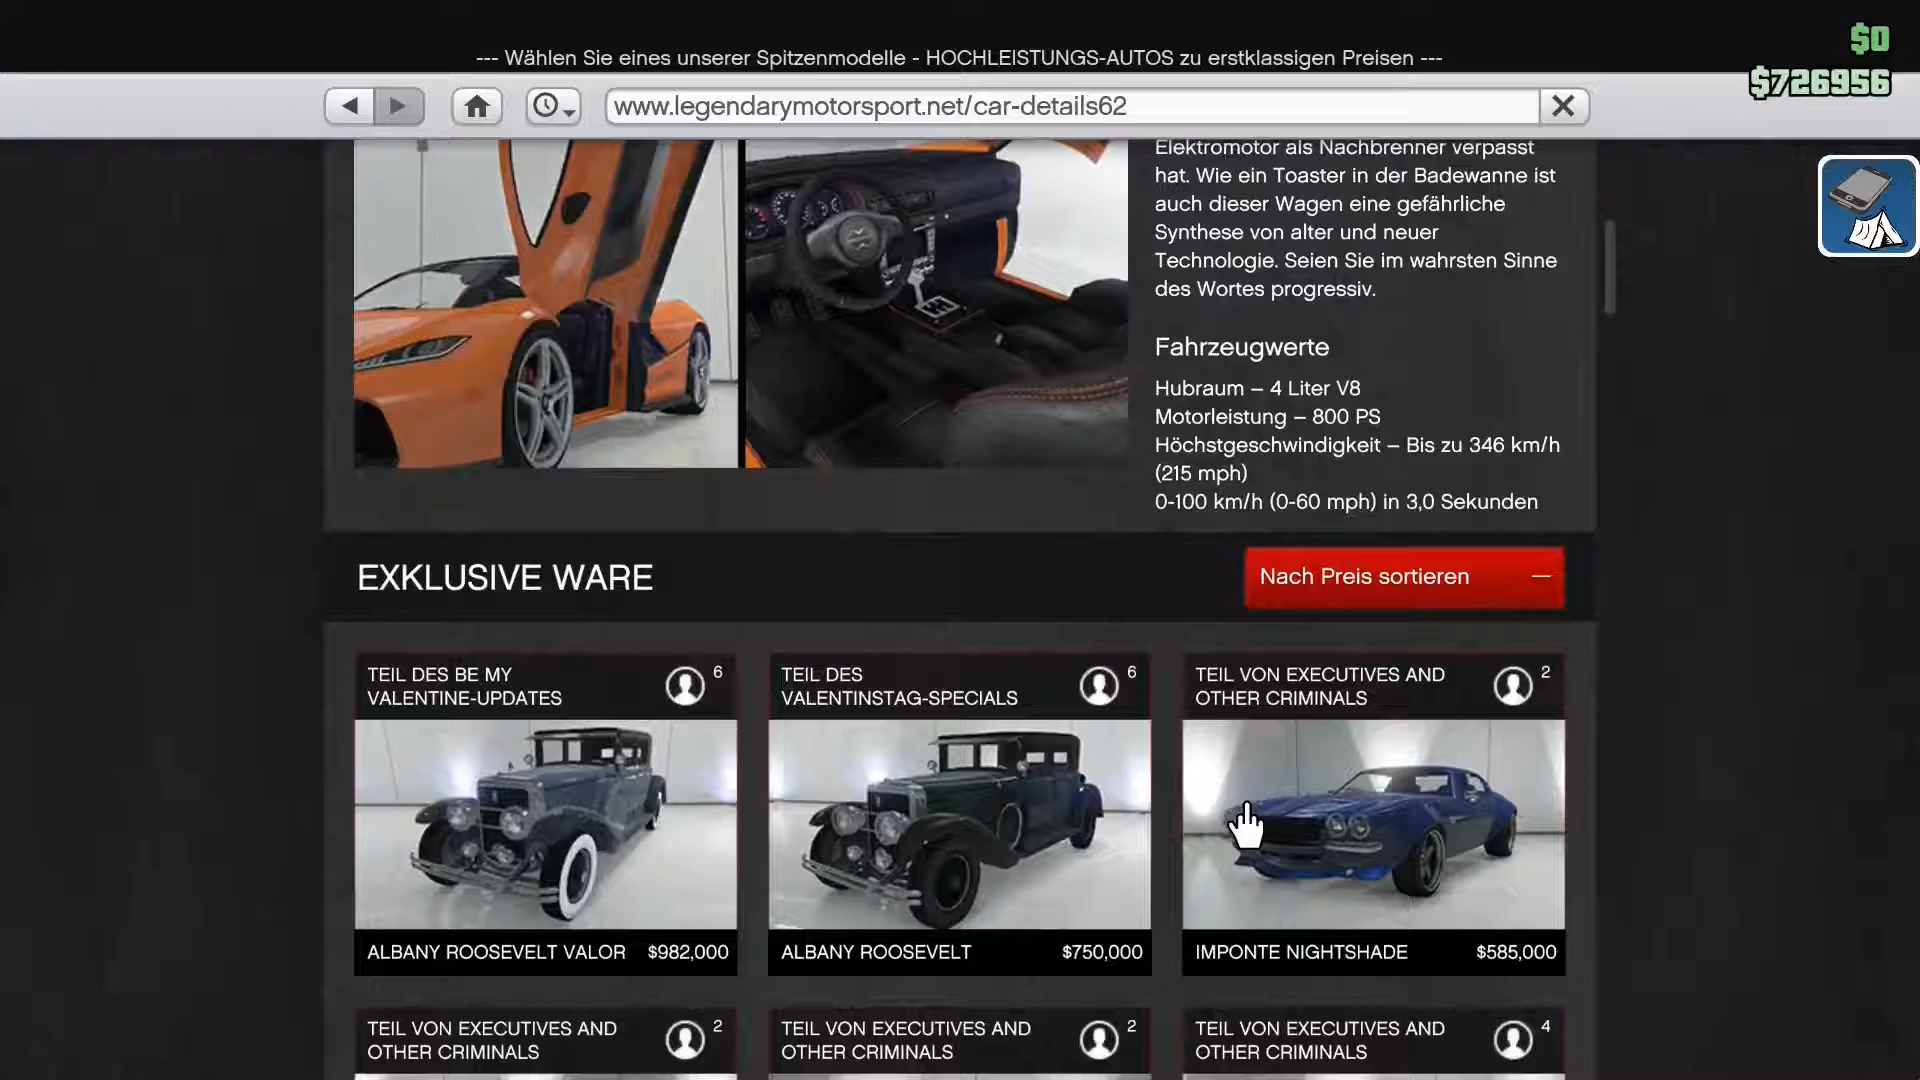 --- Wählen Sie eines unserer Spitzenmodelle - HOCHLEISTUNGS-AUTOS zu erstklassigen Preisen ---
$0
$726956
www.legendarymotorsport.net/car-details62
Elektromotor als Nachbrenner verpasst
hat. Wie ein Toaster in der Badewanne ist
auch dieser Wagen eine gefährliche
Synthese von alter und neuer
Technologie. Seien Sie im wahrsten Sinne
des Wortes progressiv.
Fahrzeugwerte
Hubraum – 4 Liter V8
Motorleistung – 800 PS
Höchstgeschwindigkeit – Bis zu 346 km/h
(215 mph)
0-100 km/h (0-60 mph) in 3,0 Sekunden
EXKLUSIVE WARE
Nach Preis sortieren
TEIL DES BE MY
VALENTINE-UPDATES
6
TEIL DES
VALENTINSTAG-SPECIALS
6
TEIL VON EXECUTIVES AND
OTHER CRIMINALS
2
ALBANY ROOSEVELT VALOR $982,000
ALBANY ROOSEVELT $750,000
IMPONTE NIGHTSHADE $585,000
TEIL VON EXECUTIVES AND
OTHER CRIMINALS
2
TEIL VON EXECUTIVES AND
OTHER CRIMINALS
2
TEIL VON EXECUTIVES AND
OTHER CRIMINALS
4